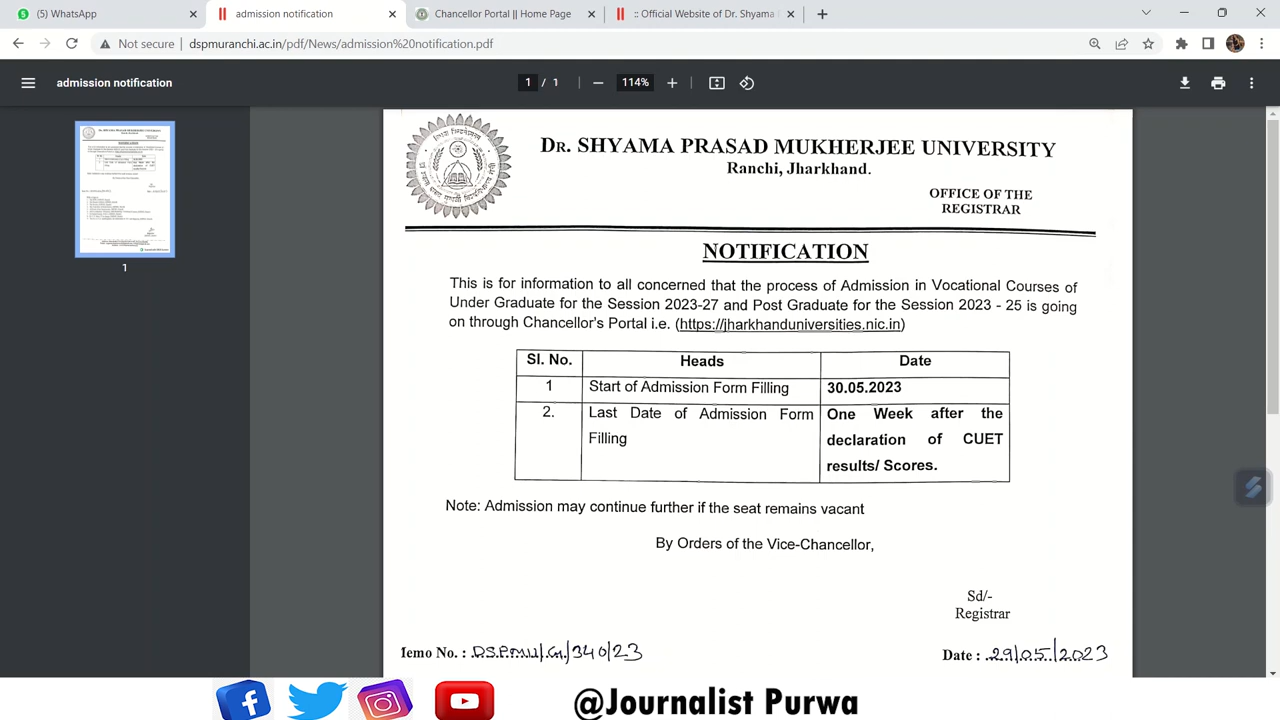 (5) WhatsApp
admission notification
Chancellor Portal || Home Page
:: Official Website of Dr. Shyama
Not secure
dspmuranchi.ac.in/pdf/News/admission%20notification.pdf
admission notification
1 / 1
114%
1
DR. SHYAMA PRASAD MUKHERJEE UNIVERSITY
Ranchi, Jharkhand.
OFFICE OF THE
REGISTRAR
NOTIFICATION
This is for information to all concerned that the process of Admission in Vocational Courses of
Under Graduate for the Session 2023-27 and Post Graduate for the Session 2023 - 25 is going
on through Chancellor's Portal i.e. (https://jharkhanduniversities.nic.in)
Sl. No. Heads Date
1 Start of Admission Form Filling 30.05.2023
2. Last Date of Admission Form One Week after the
Filling declaration of CUET
results/ Scores.
Note: Admission may continue further if the seat remains vacant
By Orders of the Vice-Chancellor,
Sd/-
Registrar
Memo No. : DSPMU/G/340/23 Date : 29/05/2023
@Journalist Purwa